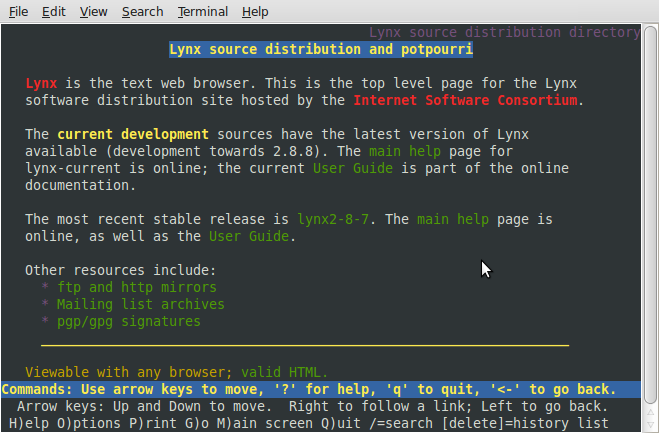 File Edit View Search Terminal Help
Lynx source distribution directory
Lynx source distribution and potpourri
Lynx is the text web browser. This is the top level page for the Lynx
software distribution site hosted by the Internet Software Consortium.
The current development sources have the latest version of Lynx
available (development towards 2.8.8). The main help page for
lynx-current is online; the current User Guide is part of the online
documentation.
The most recent stable release is lynx2-8-7. The main help page is
online, as well as the User Guide.
Other resources include:
* ftp and http mirrors
* Mailing list archives
* pgp/gpg signatures
Viewable with any browser; valid HTML.
Commands: Use arrow keys to move, '?' for help, 'q' to quit, '<-' to go back.
Arrow keys: Up and Down to move.  Right to follow a link; Left to go back.
H)elp O)ptions P)rint G)o M)ain screen Q)uit /=search [delete]=history list